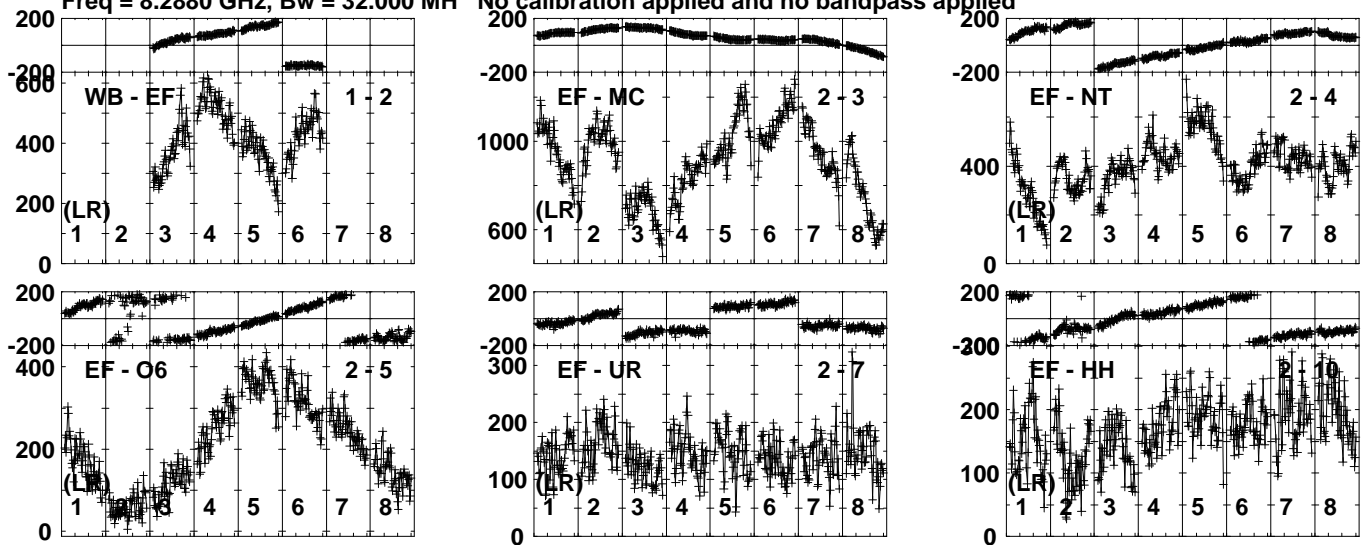 Freq = 8.2880 GHz, Bw = 32.000 MH No calibration applied and no bandpass applied
200
-200
600
400
200
0
WB - EF 1 - 2
(LR)
1 2 3 4 5 6 7 8
200
-200
1000
600
EF - MC 2 - 3
(LR)
1 2 3 4 5 6 7 8
200
-200
400
0
EF - NT 2 - 4
(LR)
1 2 3 4 5 6 7 8
200
-200
400
200
0
EF - O6 2 - 5
(LR)
1 2 3 4 5 6 7 8
200
-200
300
200
100
0
EF - UR 2 - 7
(LR)
1 2 3 4 5 6 7 8
200
-200
300
200
100
0
EF - HH 2 - 10
(LR)
1 2 3 4 5 6 7 8